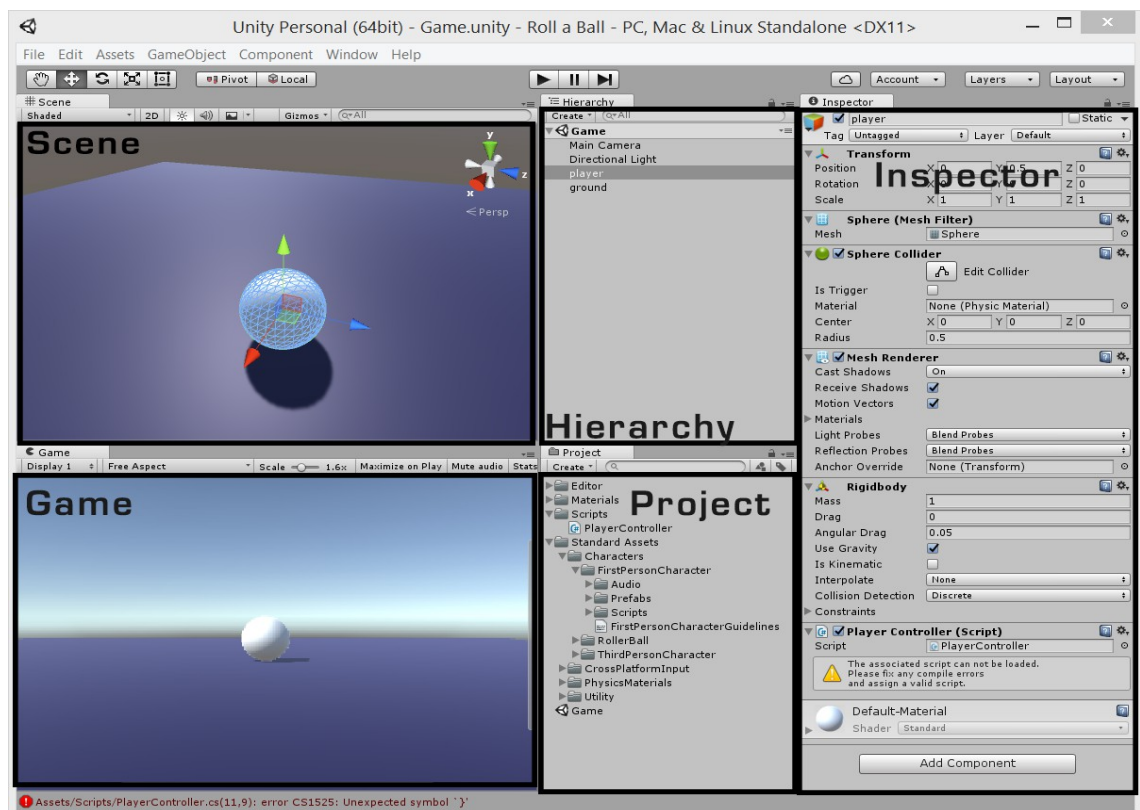 Unity Personal (64bit) - Game.unity - Roll a Ball - PC, Mac & Linux Standalone <DX11>
File Edit Assets GameObject Component Window Help
Pivot Local Account Layers Layout
Scene
Shaded 2D Gizmos All
Scene
y
z
x
Persp
Game
Display 1 Free Aspect Scale 1.6x Maximize on Play Mute audio Stats
Game
Hierarchy
Create All
Game
Main Camera
Directional Light
player
ground
Hierarchy
Project
Create
Project
Editor
Materials
Scripts
PlayerController
Standard Assets
Characters
FirstPersonCharacter
Audio
Prefabs
Scripts
FirstPersonCharacterGuidelines
RollerBall
ThirdPersonCharacter
CrossPlatformInput
PhysicsMaterials
Utility
Game
Inspector
player Static
Tag Untagged Layer Default
Transform
Inspector
Position X 0 Y 0.5 Z 0
Rotation X 0 Z 0
Scale X 1 Y 1 Z 1
Sphere (Mesh Filter)
Mesh Sphere
Sphere Collider
Edit Collider
Is Trigger
Material None (Physic Material)
Center X 0 Y 0 Z 0
Radius 0.5
Mesh Renderer
Cast Shadows On
Receive Shadows
Motion Vectors
Materials
Light Probes Blend Probes
Reflection Probes Blend Probes
Anchor Override None (Transform)
Rigidbody
Mass 1
Drag 0
Angular Drag 0.05
Use Gravity
Is Kinematic
Interpolate None
Collision Detection Discrete
Constraints
Player Controller (Script)
Script PlayerController
The associated script can not be loaded.
Please fix any compile errors
and assign a valid script.
Default-Material
Shader Standard
Add Component
Assets/Scripts/PlayerController.cs(11,9): error CS1525: Unexpected symbol `}'